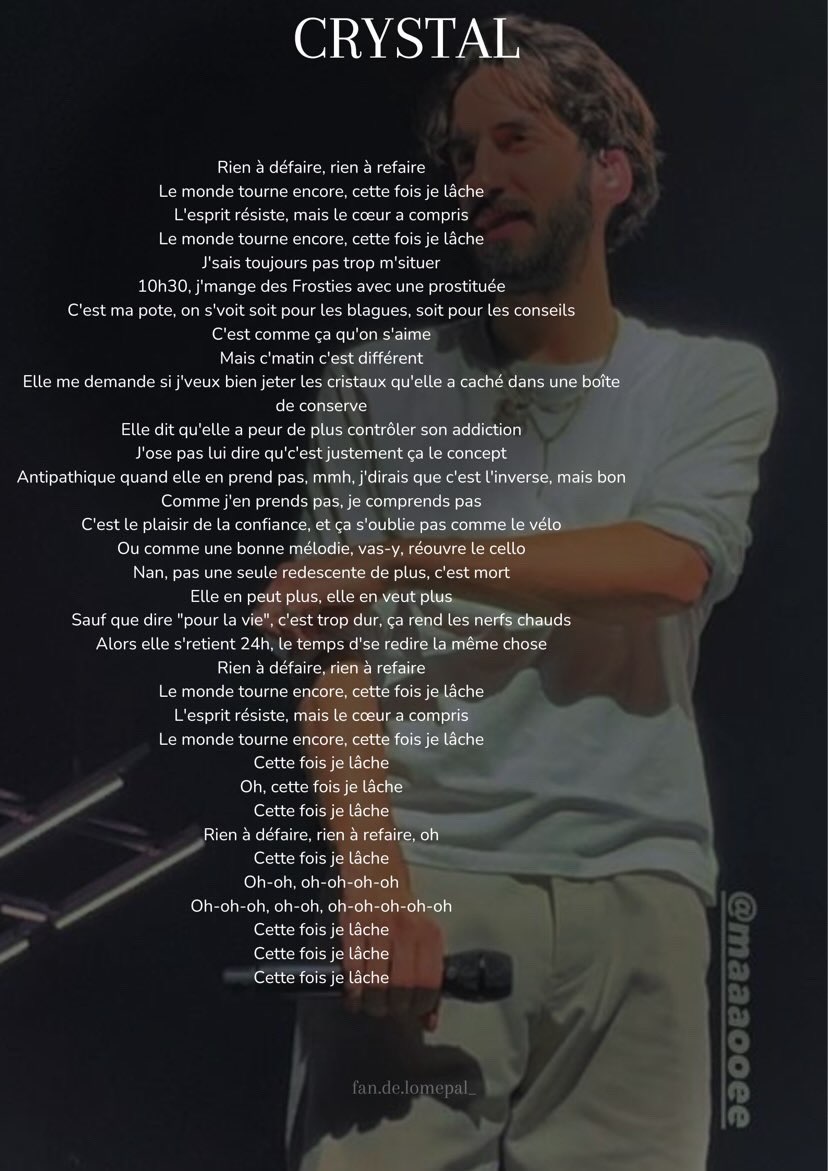 CRYSTAL
Rien à défaire, rien à refaire
Le monde tourne encore, cette fois je lâche
L'esprit résiste, mais le cœur a compris
Le monde tourne encore, cette fois je lâche
J'sais toujours pas trop m'situer
10h30, j'mange des Frosties avec une prostituée
C'est ma pote, on s'voit soit pour les blagues, soit pour les conseils
C'est comme ça qu'on s'aime
Mais c'matin c'est différent
Elle me demande si j'veux bien jeter les cristaux qu'elle a caché dans une boîte
de conserve
Elle dit qu'elle a peur de plus contrôler son addiction
J'ose pas lui dire qu'c'est justement ça le concept
Antipathique quand elle en prend pas, mmh, j'dirais que c'est l'inverse, mais bon
Comme j'en prends pas, je comprends pas
C'est le plaisir de la confiance, et ça s'oublie pas comme le vélo
Ou comme une bonne mélodie, vas-y, réouvre le cello
Nan, pas une seule redescente de plus, c'est mort
Elle en peut plus, elle en veut plus
Sauf que dire "pour la vie", c'est trop dur, ça rend les nerfs chauds
Alors elle s'retient 24h, le temps d'se redire la même chose
Rien à défaire, rien à refaire
Le monde tourne encore, cette fois je lâche
L'esprit résiste, mais le cœur a compris
Le monde tourne encore, cette fois je lâche
Cette fois je lâche
Oh, cette fois je lâche
Cette fois je lâche
Rien à défaire, rien à refaire, oh
Cette fois je lâche
Oh-oh, oh-oh-oh-oh
Oh-oh-oh, oh-oh, oh-oh-oh-oh-oh
Cette fois je lâche
Cette fois je lâche
Cette fois je lâche
@maaaooee
fan.de.lomepal_